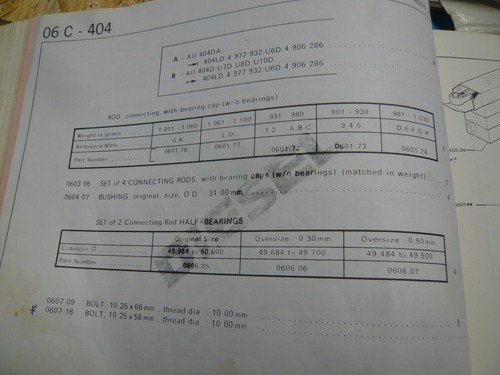 06 C - 404
A - All 404DA
404LD 4 977 932:U6D 4 906 286
B - All 404D.U7D.U8D.U10D
404LD 4 977 932:U6D 4 906 286
ROD, connecting with bearing cap (w/o bearings)
Weight in grams 1.011 - 1.060 1.061 - 1.100 931 - 980 901 - 930 981 - 1.030
Reference Mark L.O. 1.2 A.B.C 3.4.5 D.E.F.G.H
Part Number 0601.78 0601.77 0601.72 0601.73 0601.74
0603 06 SET of 4 CONNECTING RODS, with bearing caps (w/o bearings) (matched in weight)
0604 07 BUSHING, original, size, O D 31 00 mm
DIESEL
SET of 2 Connecting Rod HALF-BEARINGS
Original Size Oversize : 0.30 mm Oversize : 0.50 mm
Crankpin O 49.984 to 50.000 49.684 to 49.700 49.484 to 49.500
Part Number 0606.05 0606.06 0606.07
0607 09 BOLT, 10 25 x 66 mm, thread dia 10 00 mm
* 0607 16 BOLT, 10 25 x 58 mm, thread dia 10 00 mm